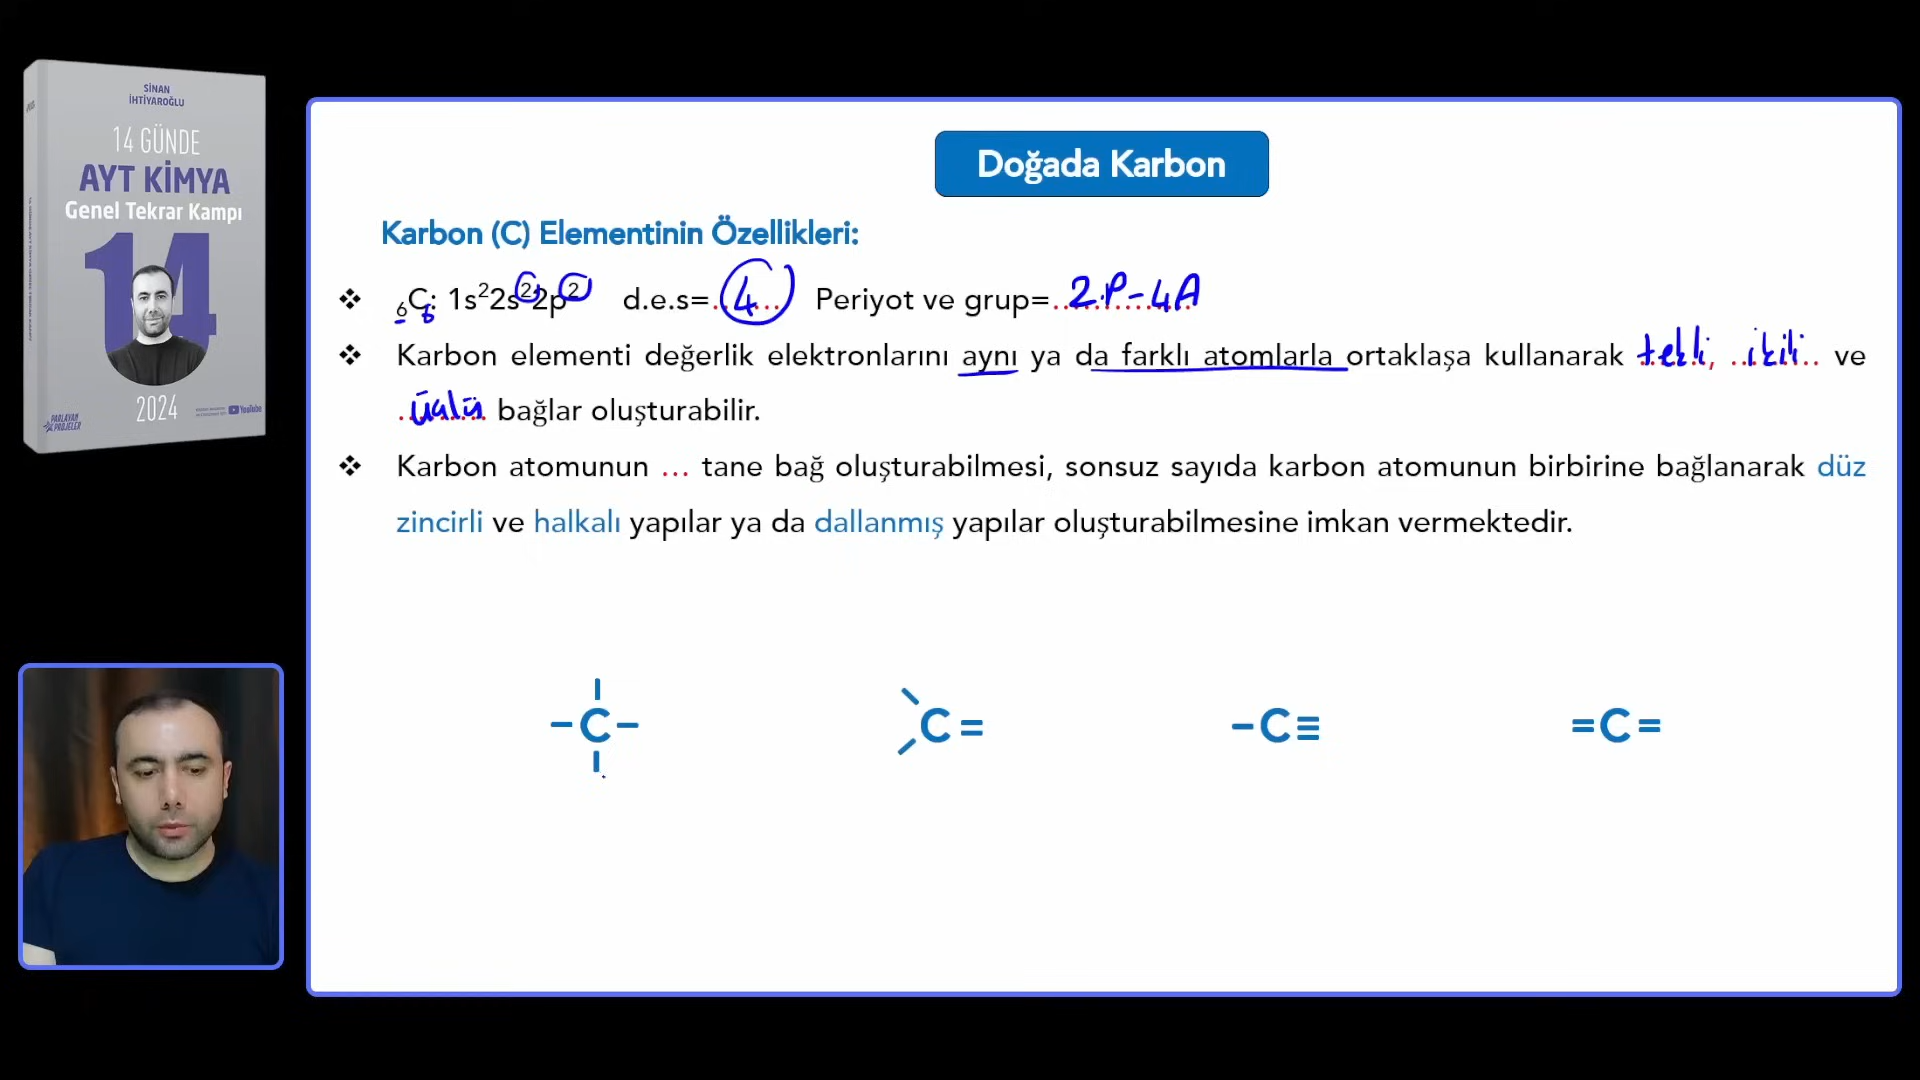 SİNAN
İHTİYAROĞLU
14 GÜNDE
AYT KİMYA
Genel Tekrar Kampı
14
2024
PARLAYAN
PROJELER
YouTube
Doğada Karbon
Karbon (C) Elementinin Özellikleri:
❖ ₆C: 1s²2s²2p² d.e.s=..4... Periyot ve grup=..2.P-4A
❖ Karbon elementi değerlik elektronlarını aynı ya da farklı atomlarla ortaklaşa kullanarak tekli, ikili ve
üçlü bağlar oluşturabilir.
❖ Karbon atomunun ... tane bağ oluşturabilmesi, sonsuz sayıda karbon atomunun birbirine bağlanarak düz
zincirli ve halkalı yapılar ya da dallanmış yapılar oluşturabilmesine imkan vermektedir.
–C– C= –C≡ =C=